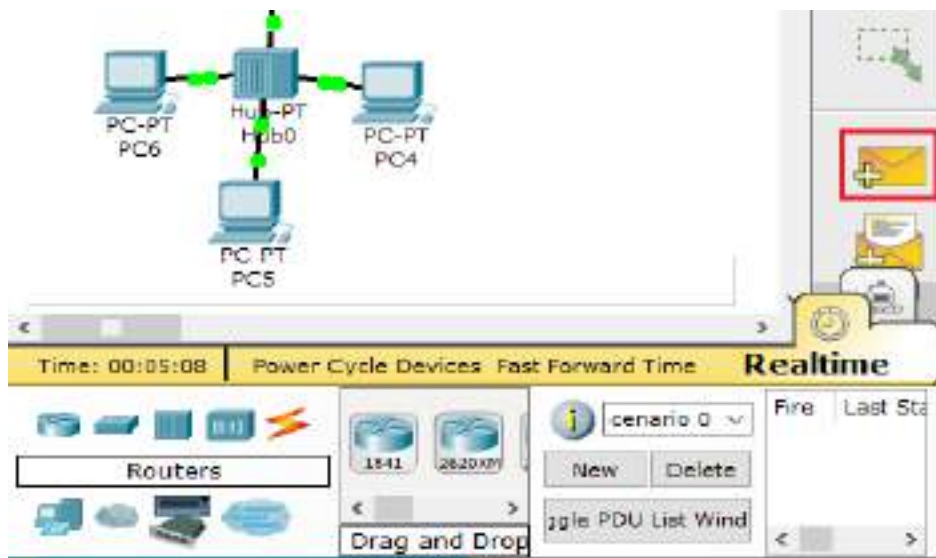 PC-PT
PC6
Hub-PT
Hub0
PC-PT
PC4
PC-PT
PC5
Time: 00:05:08
Power Cycle Devices Fast Forward Time
Realtime
Routers
1841
2620XM
Drag and Drop
cenario 0
New
Delete
ggle PDU List Wind
Fire
Last Sta